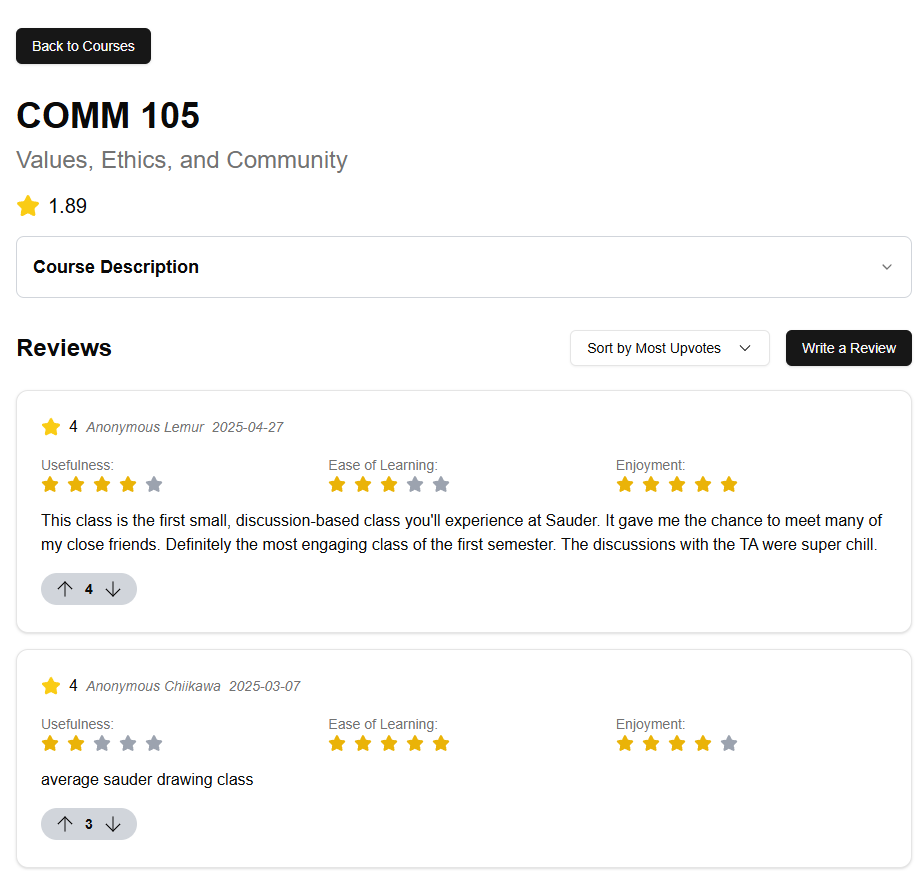 Back to Courses
COMM 105
Values, Ethics, and Community
1.89
Course Description
Reviews
Sort by Most Upvotes
Write a Review
4 Anonymous Lemur 2025-04-27
Usefulness: Ease of Learning: Enjoyment:
This class is the first small, discussion-based class you'll experience at Sauder. It gave me the chance to meet many of
my close friends. Definitely the most engaging class of the first semester. The discussions with the TA were super chill.
4
4 Anonymous Chiikawa 2025-03-07
Usefulness: Ease of Learning: Enjoyment:
average sauder drawing class
3